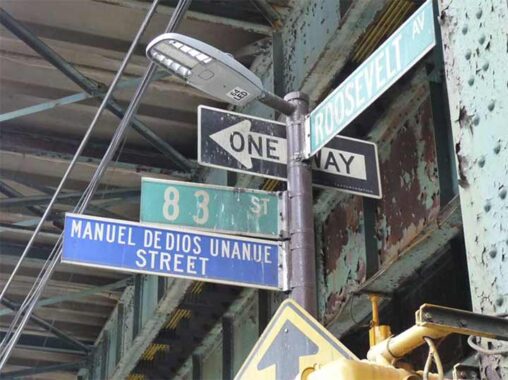 ROOSEVELT AV
ONE WAY
83 ST
MANUEL DE DIOS UNANUE
STREET